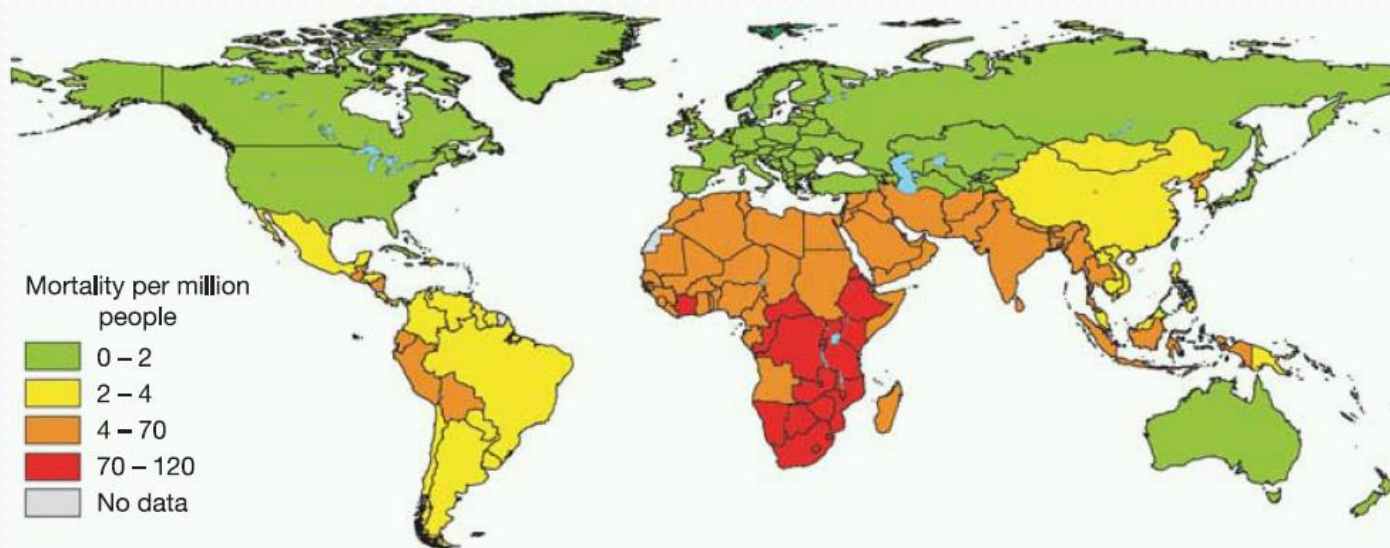 Mortality per million
people
0 – 2
2 – 4
4 – 70
70 – 120
No data